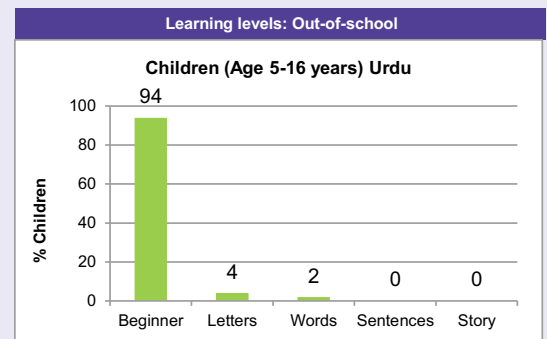 Learning levels: Out-of-school
Children (Age 5-16 years) Urdu
% Children
100
80
60
40
20
0
94
4
2
0
0
Beginner Letters Words Sentences Story